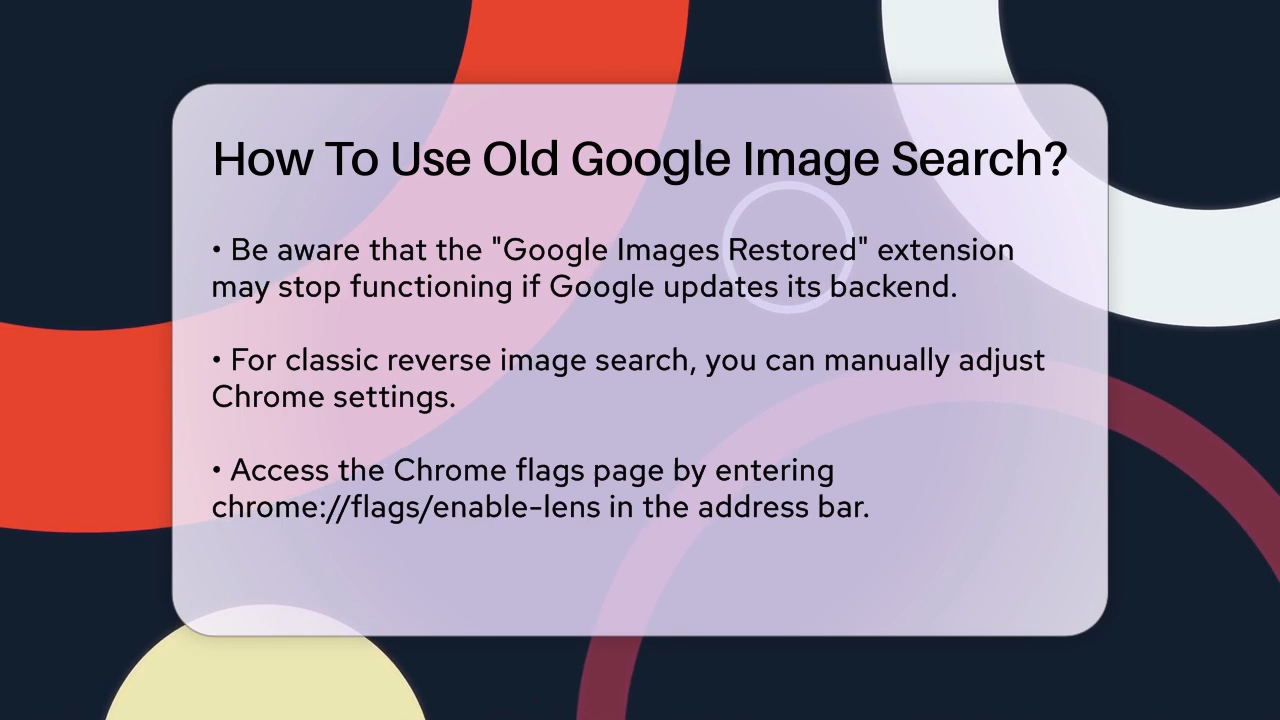 How To Use Old Google Image Search?
• Be aware that the "Google Images Restored" extension
may stop functioning if Google updates its backend.
• For classic reverse image search, you can manually adjust
Chrome settings.
• Access the Chrome flags page by entering
chrome://flags/enable-lens in the address bar.